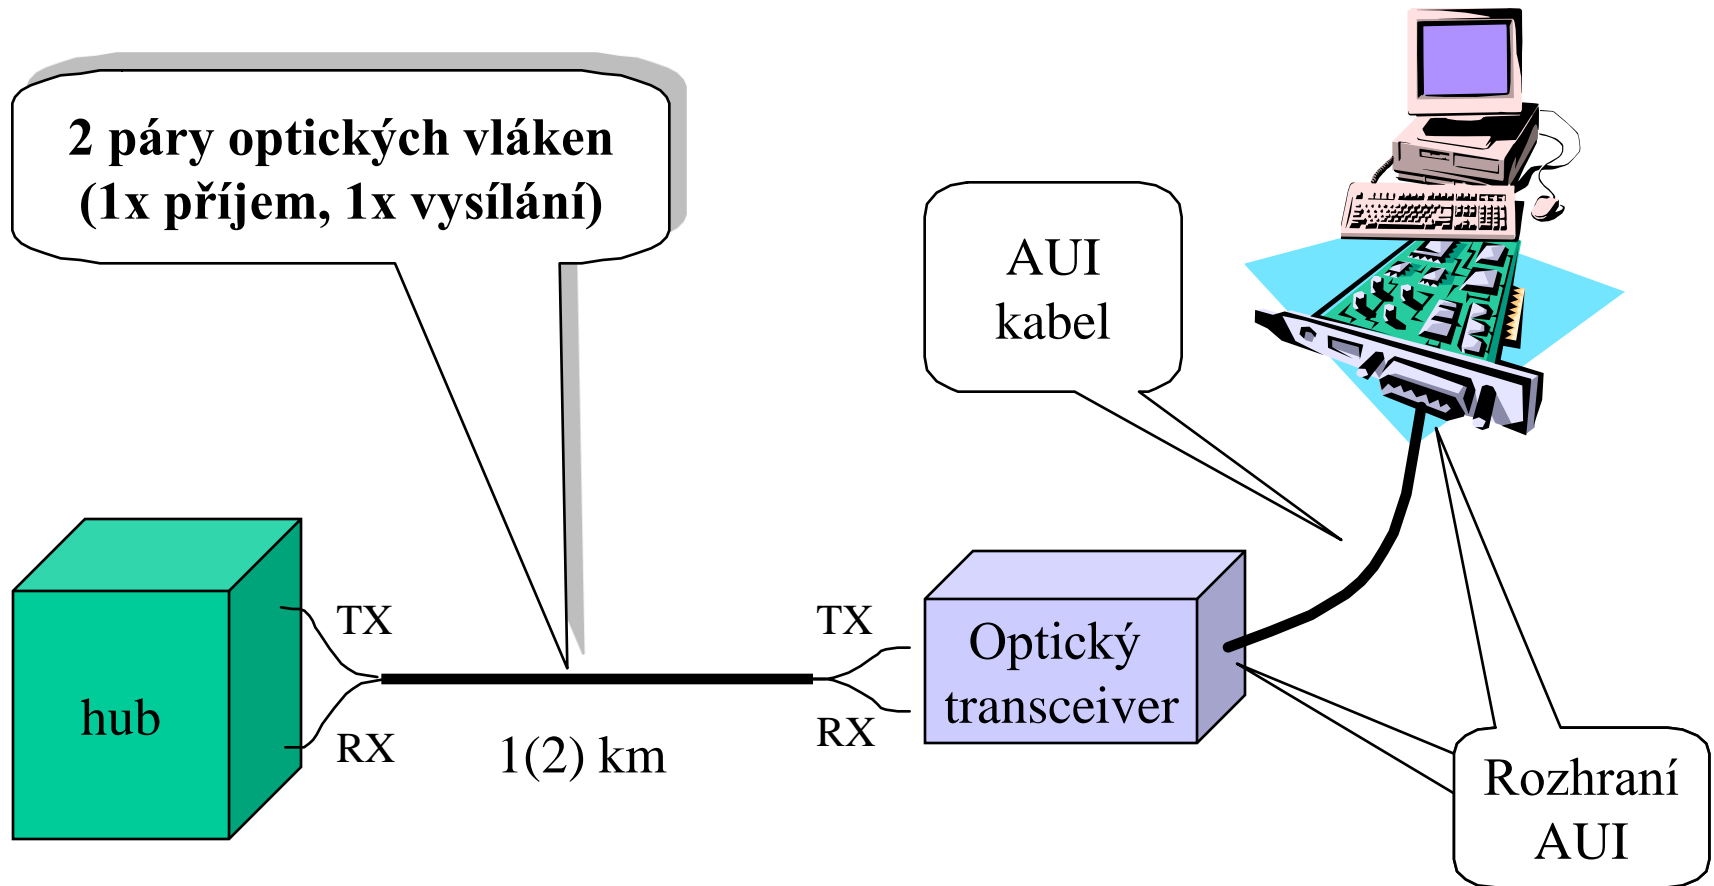 2 páry optických vláken
(1x příjem, 1x vysílání)
AUI
kabel
TX
RX
hub
1(2) km
TX
RX
Optický
transceiver
Rozhraní
AUI